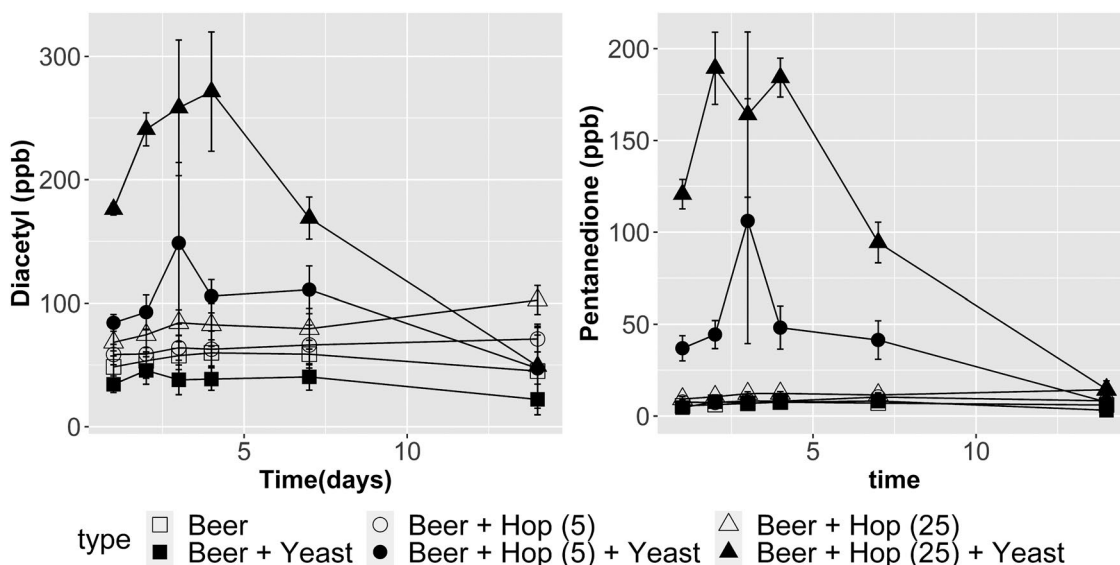 300
200
100
0
Diacetyl (ppb)
5 10
Time(days)
200
150
100
50
0
Pentanedione (ppb)
5 10
time
type
Beer Beer + Hop (5) Beer + Hop (25)
Beer + Yeast Beer + Hop (5) + Yeast Beer + Hop (25) + Yeast